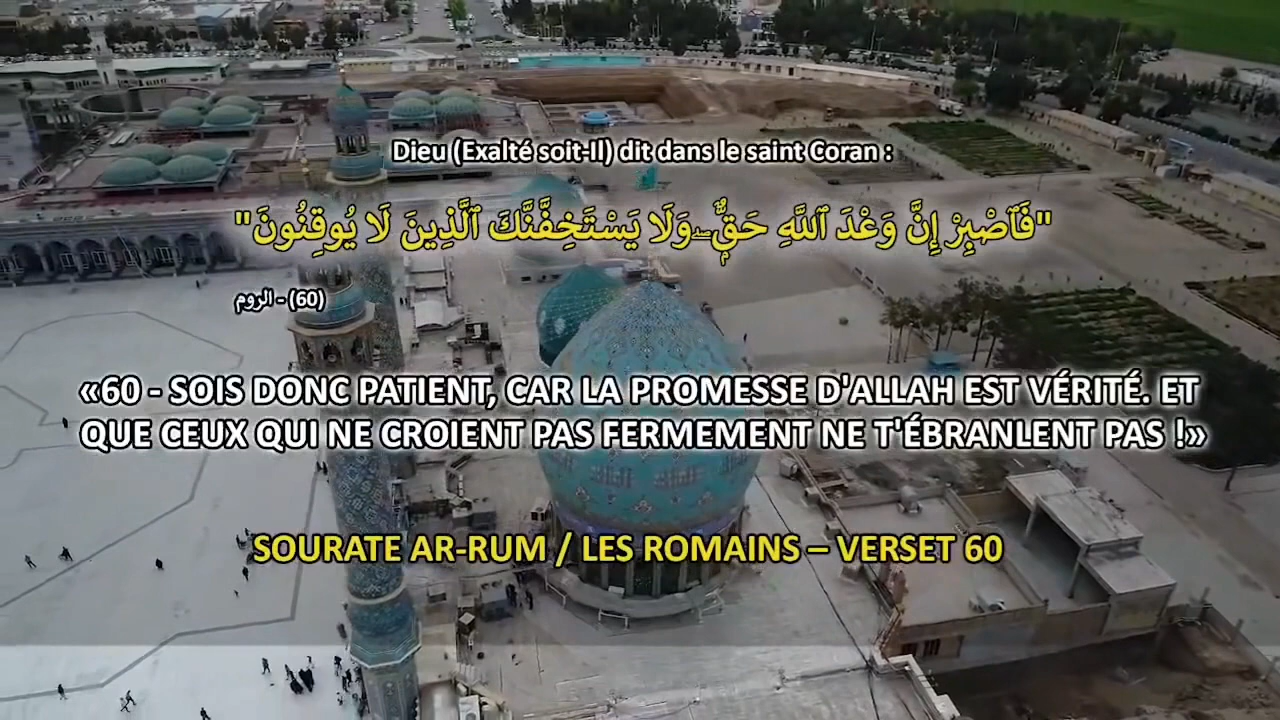 Dieu (Exalté soit-Il) dit dans le saint Coran :
"فَٱصْبِرْ إِنَّ وَعْدَ ٱللَّهِ حَقٌّۭ ۖ وَلَا يَسْتَخِفَّنَّكَ ٱلَّذِينَ لَا يُوقِنُونَ"
(60) - الروم
«60 - SOIS DONC PATIENT, CAR LA PROMESSE D'ALLAH EST VÉRITÉ. ET
QUE CEUX QUI NE CROIENT PAS FERMEMENT NE T'ÉBRANLENT PAS !»
SOURATE AR-RUM / LES ROMAINS – VERSET 60